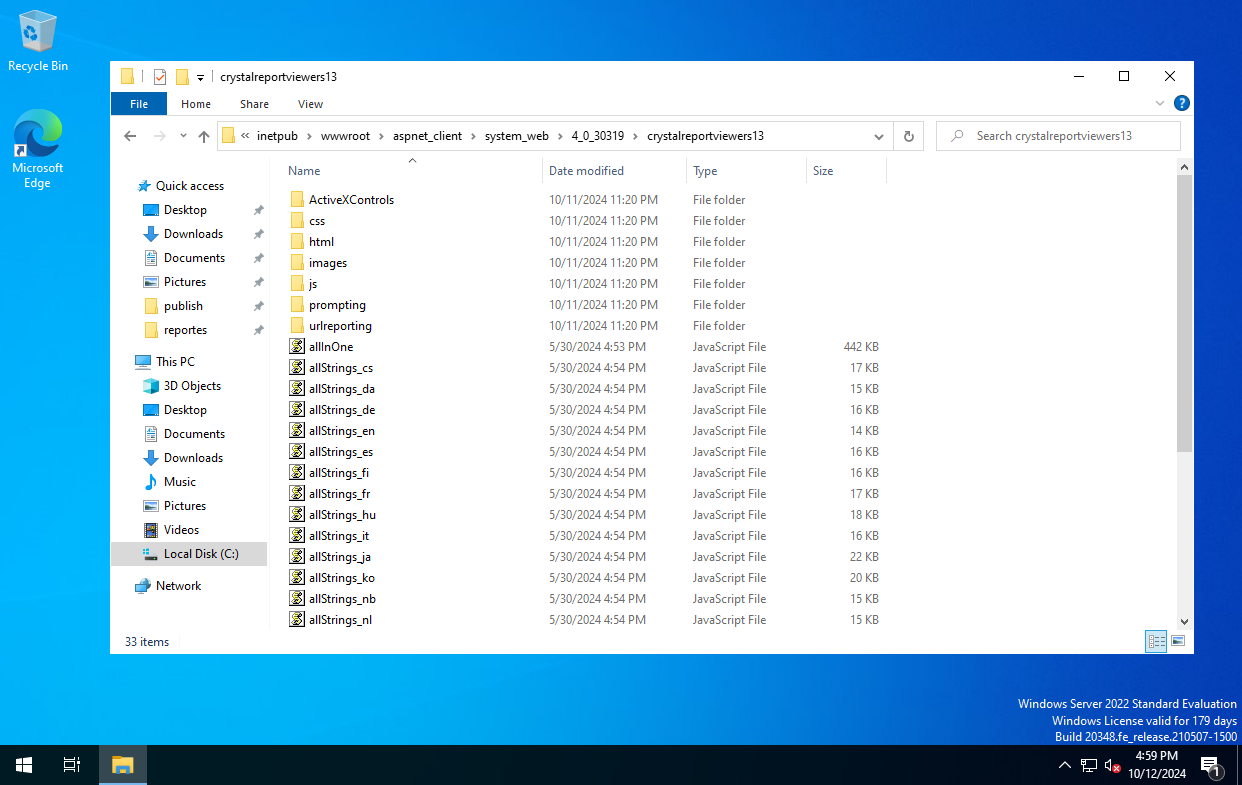 Recycle Bin
Microsoft
Edge
crystalreportviewers13
File Home Share View
« inetpub › wwwroot › aspnet_client › system_web › 4_0_30319 › crystalreportviewers13
Search crystalreportviewers13
Quick access
Desktop
Downloads
Documents
Pictures
publish
reportes
This PC
3D Objects
Desktop
Documents
Downloads
Music
Pictures
Videos
Local Disk (C:)
Network
Name Date modified Type Size
ActiveXControls 10/11/2024 11:20 PM File folder
css 10/11/2024 11:20 PM File folder
html 10/11/2024 11:20 PM File folder
images 10/11/2024 11:20 PM File folder
js 10/11/2024 11:20 PM File folder
prompting 10/11/2024 11:20 PM File folder
urlreporting 10/11/2024 11:20 PM File folder
allInOne 5/30/2024 4:53 PM JavaScript File 442 KB
allStrings_cs 5/30/2024 4:54 PM JavaScript File 17 KB
allStrings_da 5/30/2024 4:54 PM JavaScript File 15 KB
allStrings_de 5/30/2024 4:54 PM JavaScript File 16 KB
allStrings_en 5/30/2024 4:54 PM JavaScript File 14 KB
allStrings_es 5/30/2024 4:54 PM JavaScript File 16 KB
allStrings_fi 5/30/2024 4:54 PM JavaScript File 16 KB
allStrings_fr 5/30/2024 4:54 PM JavaScript File 17 KB
allStrings_hu 5/30/2024 4:54 PM JavaScript File 18 KB
allStrings_it 5/30/2024 4:54 PM JavaScript File 16 KB
allStrings_ja 5/30/2024 4:54 PM JavaScript File 22 KB
allStrings_ko 5/30/2024 4:54 PM JavaScript File 20 KB
allStrings_nb 5/30/2024 4:54 PM JavaScript File 15 KB
allStrings_nl 5/30/2024 4:54 PM JavaScript File 15 KB
33 items
Windows Server 2022 Standard Evaluation
Windows License valid for 179 days
Build 20348.fe_release.210507-1500
4:59 PM
10/12/2024
1